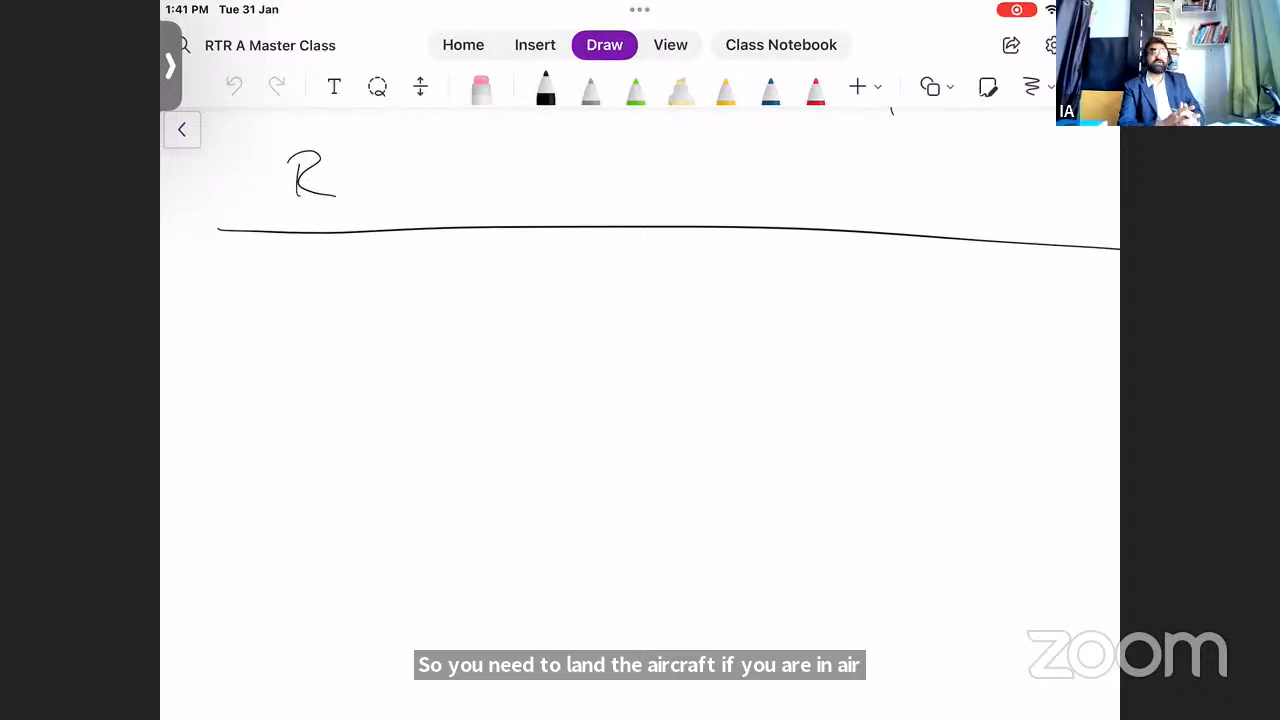 1:41 PM Tue 31 Jan
RTR A Master Class
Home Insert Draw View Class Notebook
T
IA
R
So you need to land the aircraft if you are in air
zoom